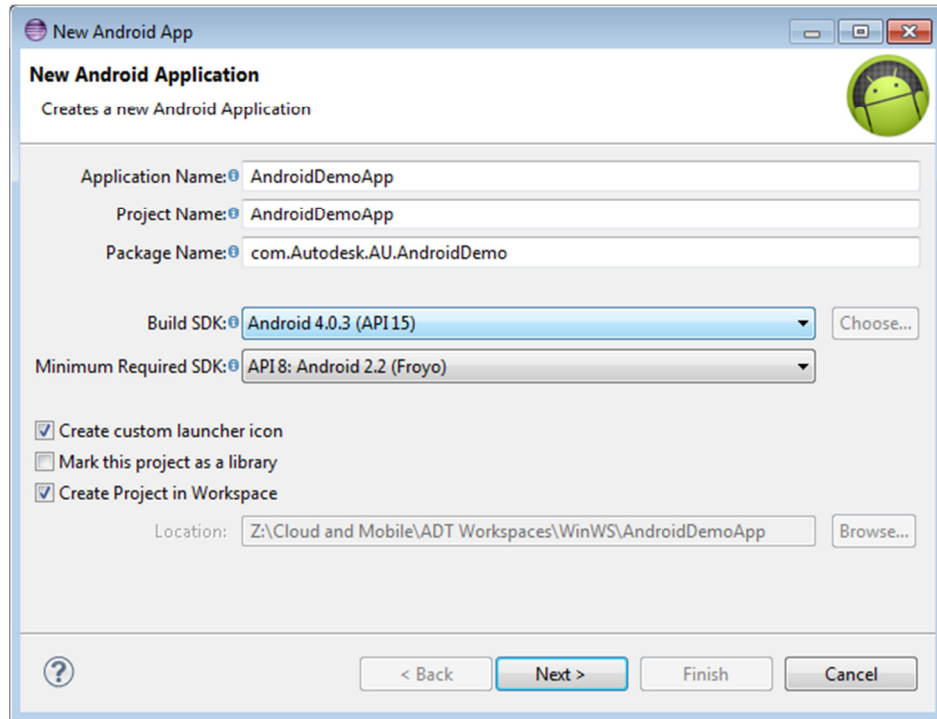 New Android App
New Android Application
Creates a new Android Application
Application Name: AndroidDemoApp
Project Name: AndroidDemoApp
Package Name: com.Autodesk.AU.AndroidDemo
Build SDK: Android 4.0.3 (API 15) Choose...
Minimum Required SDK: API 8: Android 2.2 (Froyo)
Create custom launcher icon
Mark this project as a library
Create Project in Workspace
Location: Z:\Cloud and Mobile\ADT Workspaces\WinWS\AndroidDemoApp Browse...
? < Back Next > Finish Cancel